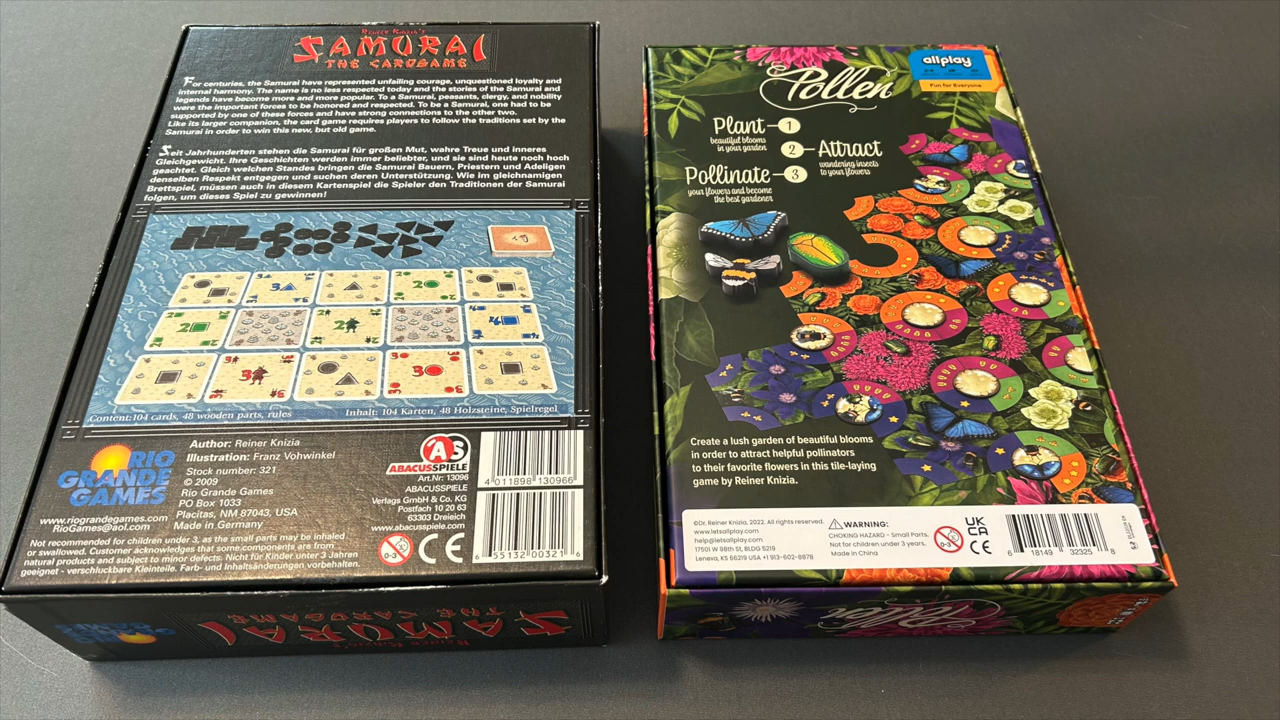 REINER KNIZIA'S
SAMURAI
THE CARDGAME
For centuries, the Samurai have represented unfailing courage, unquestioned loyalty and
internal harmony. The name is no less respected today and the stories of the Samurai and
legends have become more and more popular. To a Samurai, peasants, clergy, and nobility
were the important forces to be honored and respected. To be a Samurai, one had to be
supported by one of these forces and have strong connections to the other two.
Like its larger companion, the card game requires players to follow the traditions set by the
Samurai in order to win this new, but old game.
Seit Jahrhunderten stehen die Samurai für großen Mut, wahre Treue und inneres
Gleichgewicht. Ihre Geschichten werden immer beliebter, und sie sind heute noch hoch
geachtet. Gleich welchen Standes bringen die Samurai Bauern, Priestern und Adeligen
denselben Respekt entgegen und suchen deren Unterstützung. Wie im gleichnamigen
Brettspiel, müssen auch in diesem Kartenspiel die Spieler den Traditionen der Samurai
folgen, um dieses Spiel zu gewinnen!
Content:104 cards, 48 wooden parts, rules
Inhalt: 104 Karten, 48 Holzsteine, Spielregel
RIO
GRANDE
GAMES
www.riograndegames.com
RioGames@aol.com
Author: Reiner Knizia
Illustration: Franz Vohwinkel
Stock number: 321
© 2009
Rio Grande Games
PO Box 1033
Placitas, NM 87043, USA
Made in Germany
AS
ABACUSSPIELE
Art.Nr: 13096
ABACUSSPIELE
Verlags GmbH & Co. KG
Postfach 10 20 63
63303 Dreieich
www.abacusspiele.com
0-3
CE
4 011898 130966
6 55132 00321 6
Not recommended for children under 3, as the small parts may be inhaled
or swallowed. Customer acknowledges that some components are from
natural products and subject to minor defects. Nicht für Kinder unter 3 Jahren
geeignet - verschluckbare Kleinteile. Farb- und Inhaltsänderungen vorbehalten.
RIO GRANDE GAMES
REINER KNIZIA'S
SAMURAI
THE CARDGAME
allplay
Fun for Everyone
Pollen
Plant 1
beautiful blooms
in your garden
2 Attract
wandering insects
to your flowers
Pollinate 3
your flowers and become
the best gardener
Create a lush garden of beautiful blooms
in order to attract helpful pollinators
to their favorite flowers in this tile-laying
game by Reiner Knizia.
©Dr. Reiner Knizia, 2022. All rights reserved.
www.letsallplay.com
help@letsallplay.com
17501 W 98th St, BLDG 5219
Lenexa, KS 66219 USA +1 913-602-8878
WARNING:
CHOKING HAZARD - Small Parts.
Not for children under 3 years.
Made in China
0-3
UK
CA
CE
6 18149 32325 8
Pollen